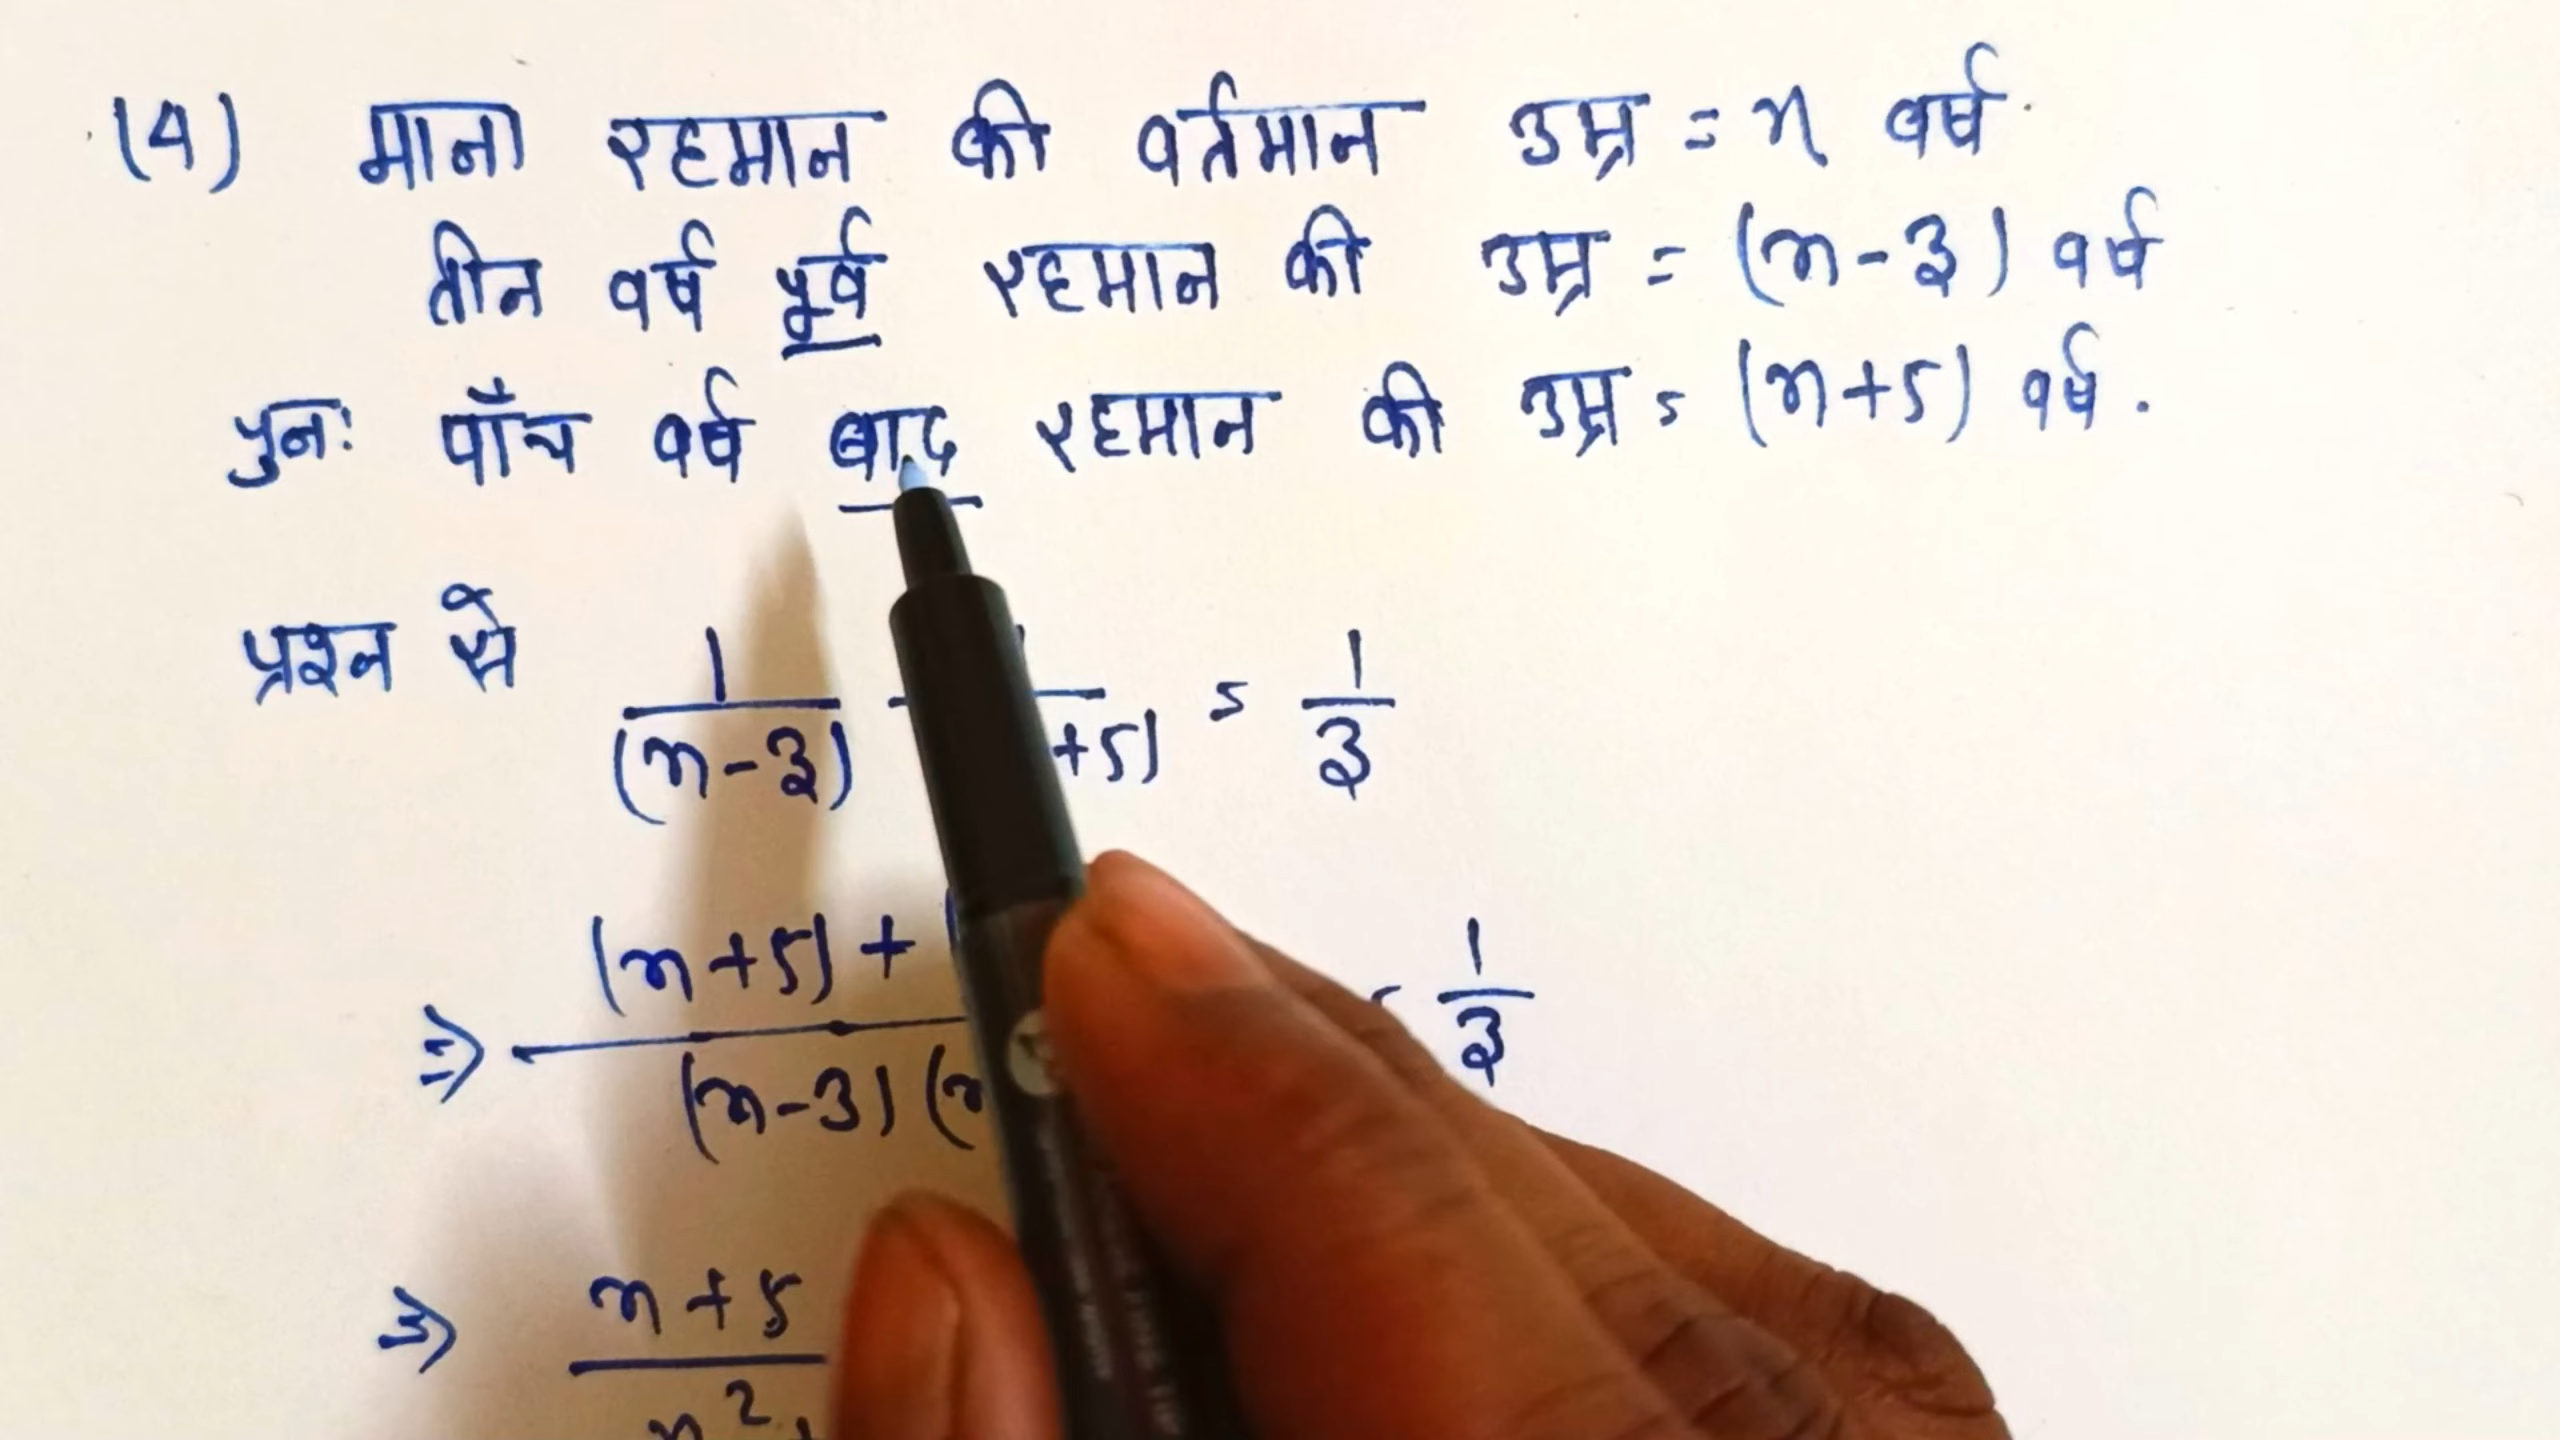 (4) माना रहमान की वर्तमान उम्र = x वर्ष.
तीन वर्ष पूर्व रहमान की उम्र = (x-3) वर्ष
पुनः पाँच वर्ष बाद रहमान की उम्र = (x+5) वर्ष.
प्रश्न से 1/(x-3) +5) = 1/3
⇒ (x+5) + (x-3) ( = 1/3
⇒ x+5
x²+